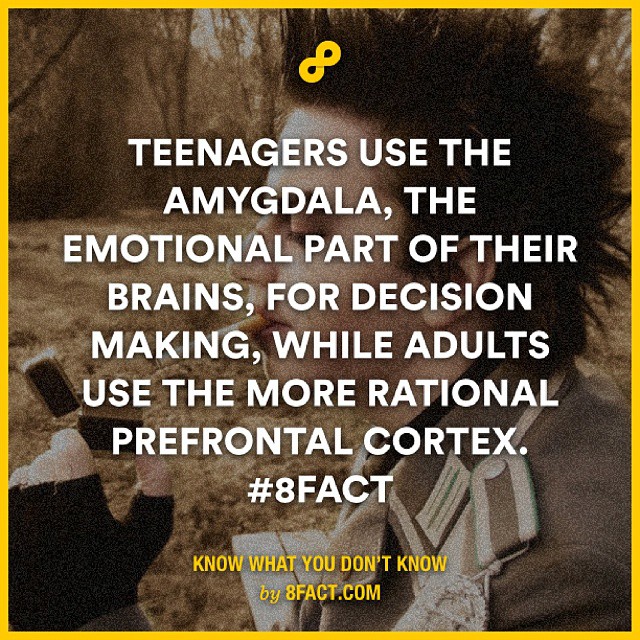 TEENAGERS USE THE
AMYGDALA, THE
EMOTIONAL PART OF THEIR
BRAINS, FOR DECISION
MAKING, WHILE ADULTS
USE THE MORE RATIONAL
PREFRONTAL CORTEX.
#8FACT
KNOW WHAT YOU DON'T KNOW
by 8FACT.COM